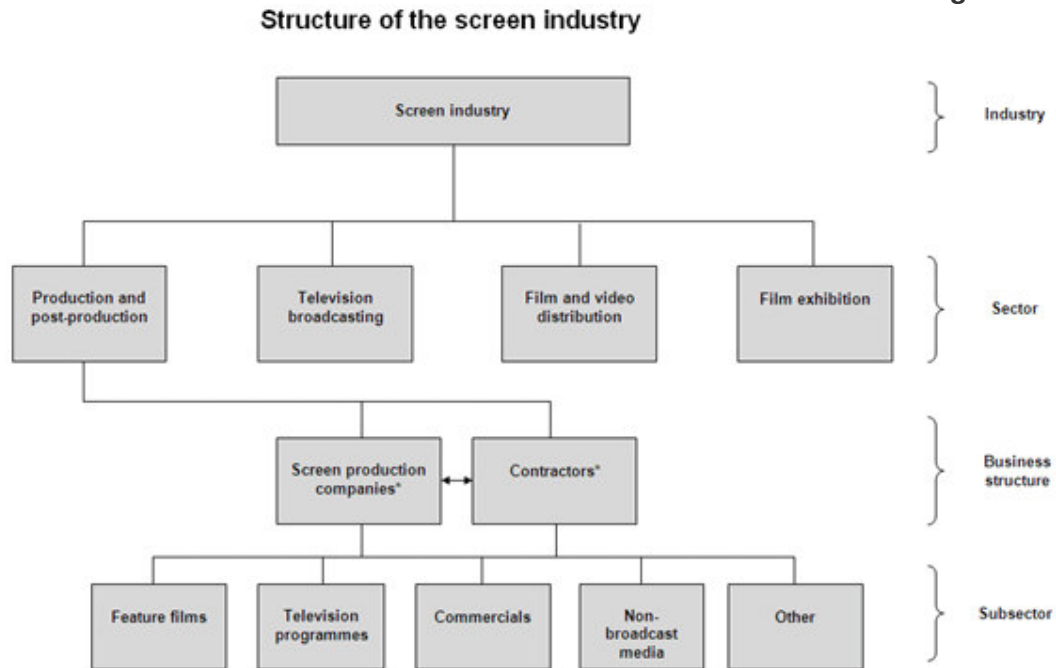 Structure of the screen industry
Screen industry
Industry
Production and
post-production
Television
broadcasting
Film and video
distribution
Film exhibition
Sector
Screen production
companies*
Contractors*
Business
structure
Feature films
Television
programmes
Commercials
Non-
broadcast
media
Other
Subsector